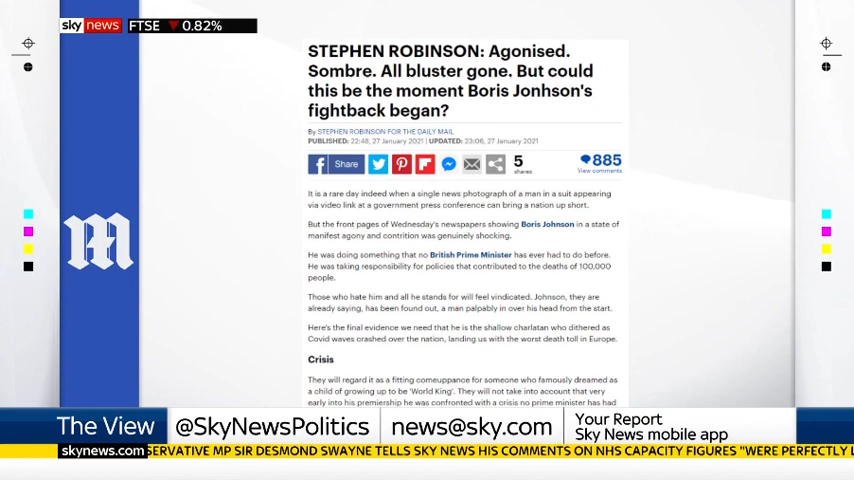 sky news FTSE 0.82%
STEPHEN ROBINSON: Agonised.
Sombre. All bluster gone. But could
this be the moment Boris Jonhson's
fightback began?
By STEPHEN ROBINSON FOR THE DAILY MAIL
PUBLISHED: 22:48, 27 January 2021 | UPDATED: 23:06, 27 January 2021
f Share 5 shares 885 View comments
It is a rare day indeed when a single news photograph of a man in a suit appearing
via video link at a government press conference can bring a nation up short.
But the front pages of Wednesday's newspapers showing Boris Johnson in a state of
manifest agony and contrition was genuinely shocking.
He was doing something that no British Prime Minister has ever had to do before.
He was taking responsibility for policies that contributed to the deaths of 100,000
people.
Those who hate him and all he stands for will feel vindicated. Johnson, they are
already saying, has been found out, a man palpably in over his head from the start.
Here's the final evidence we need that he is the shallow charlatan who dithered as
Covid waves crashed over the nation, landing us with the worst death toll in Europe.
Crisis
They will regard it as a fitting comeuppance for someone who famously dreamed as
a child of growing up to be 'World King'. They will not take into account that very
early into his premiership he was confronted with a crisis no prime minister has had
M
The View @SkyNewsPolitics news@sky.com Your Report
Sky News mobile app
skynews.com SERVATIVE MP SIR DESMOND SWAYNE TELLS SKY NEWS HIS COMMENTS ON NHS CAPACITY FIGURES "WERE PERFECTLY L